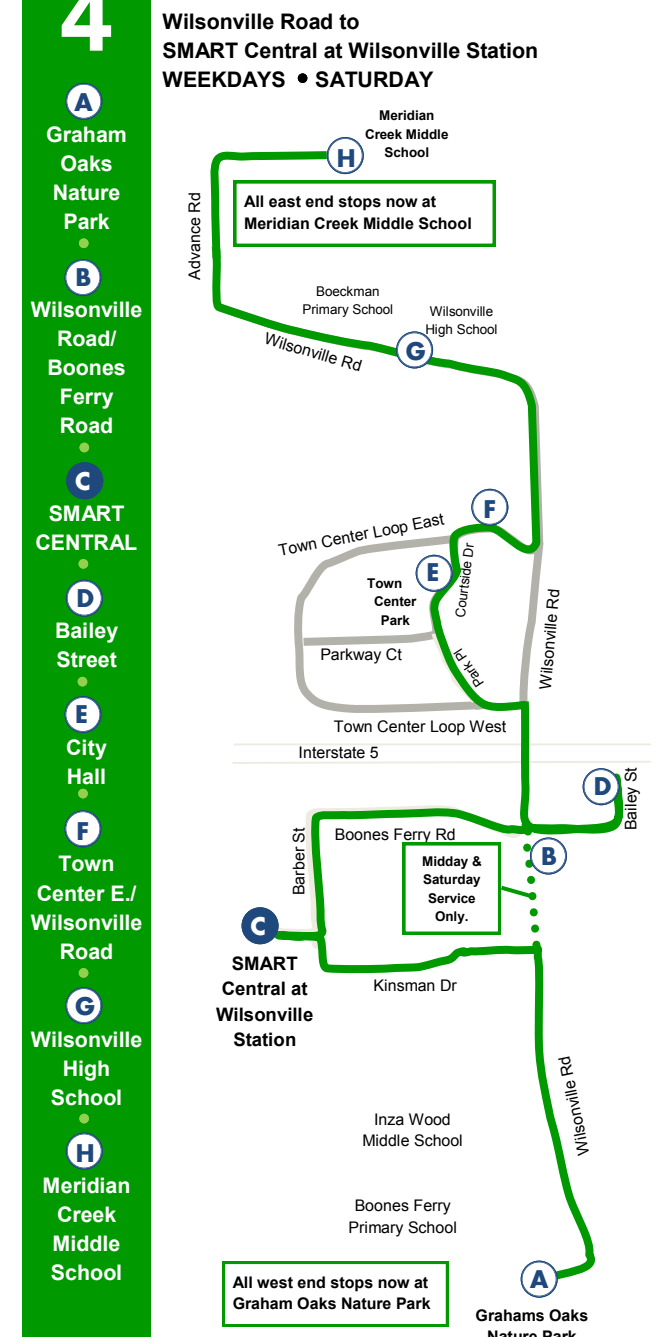 4
A
Graham
Oaks
Nature
Park
B
Wilsonville
Road/
Boones
Ferry
Road
C
SMART
CENTRAL
D
Bailey
Street
E
City
Hall
F
Town
Center E./
Wilsonville
Road
G
Wilsonville
High
School
H
Meridian
Creek
Middle
School
Wilsonville Road to
SMART Central at Wilsonville Station
WEEKDAYS • SATURDAY
Meridian
Creek Middle
School
H
All east end stops now at
Meridian Creek Middle School
Advance Rd
Boeckman
Primary School
Wilsonville
High School
G
Wilsonville Rd
F
Town Center Loop East
E
Courtside Dr
Town
Center
Park
Parkway Ct
Park Pl
Wilsonville Rd
Town Center Loop West
Interstate 5
D
Bailey St
Boones Ferry Rd
Barber St
B
Midday &
Saturday
Service
Only.
C
SMART
Central at
Wilsonville
Station
Kinsman Dr
Wilsonville Rd
Inza Wood
Middle School
Boones Ferry
Primary School
All west end stops now at
Graham Oaks Nature Park
A
Grahams Oaks
Nature Park